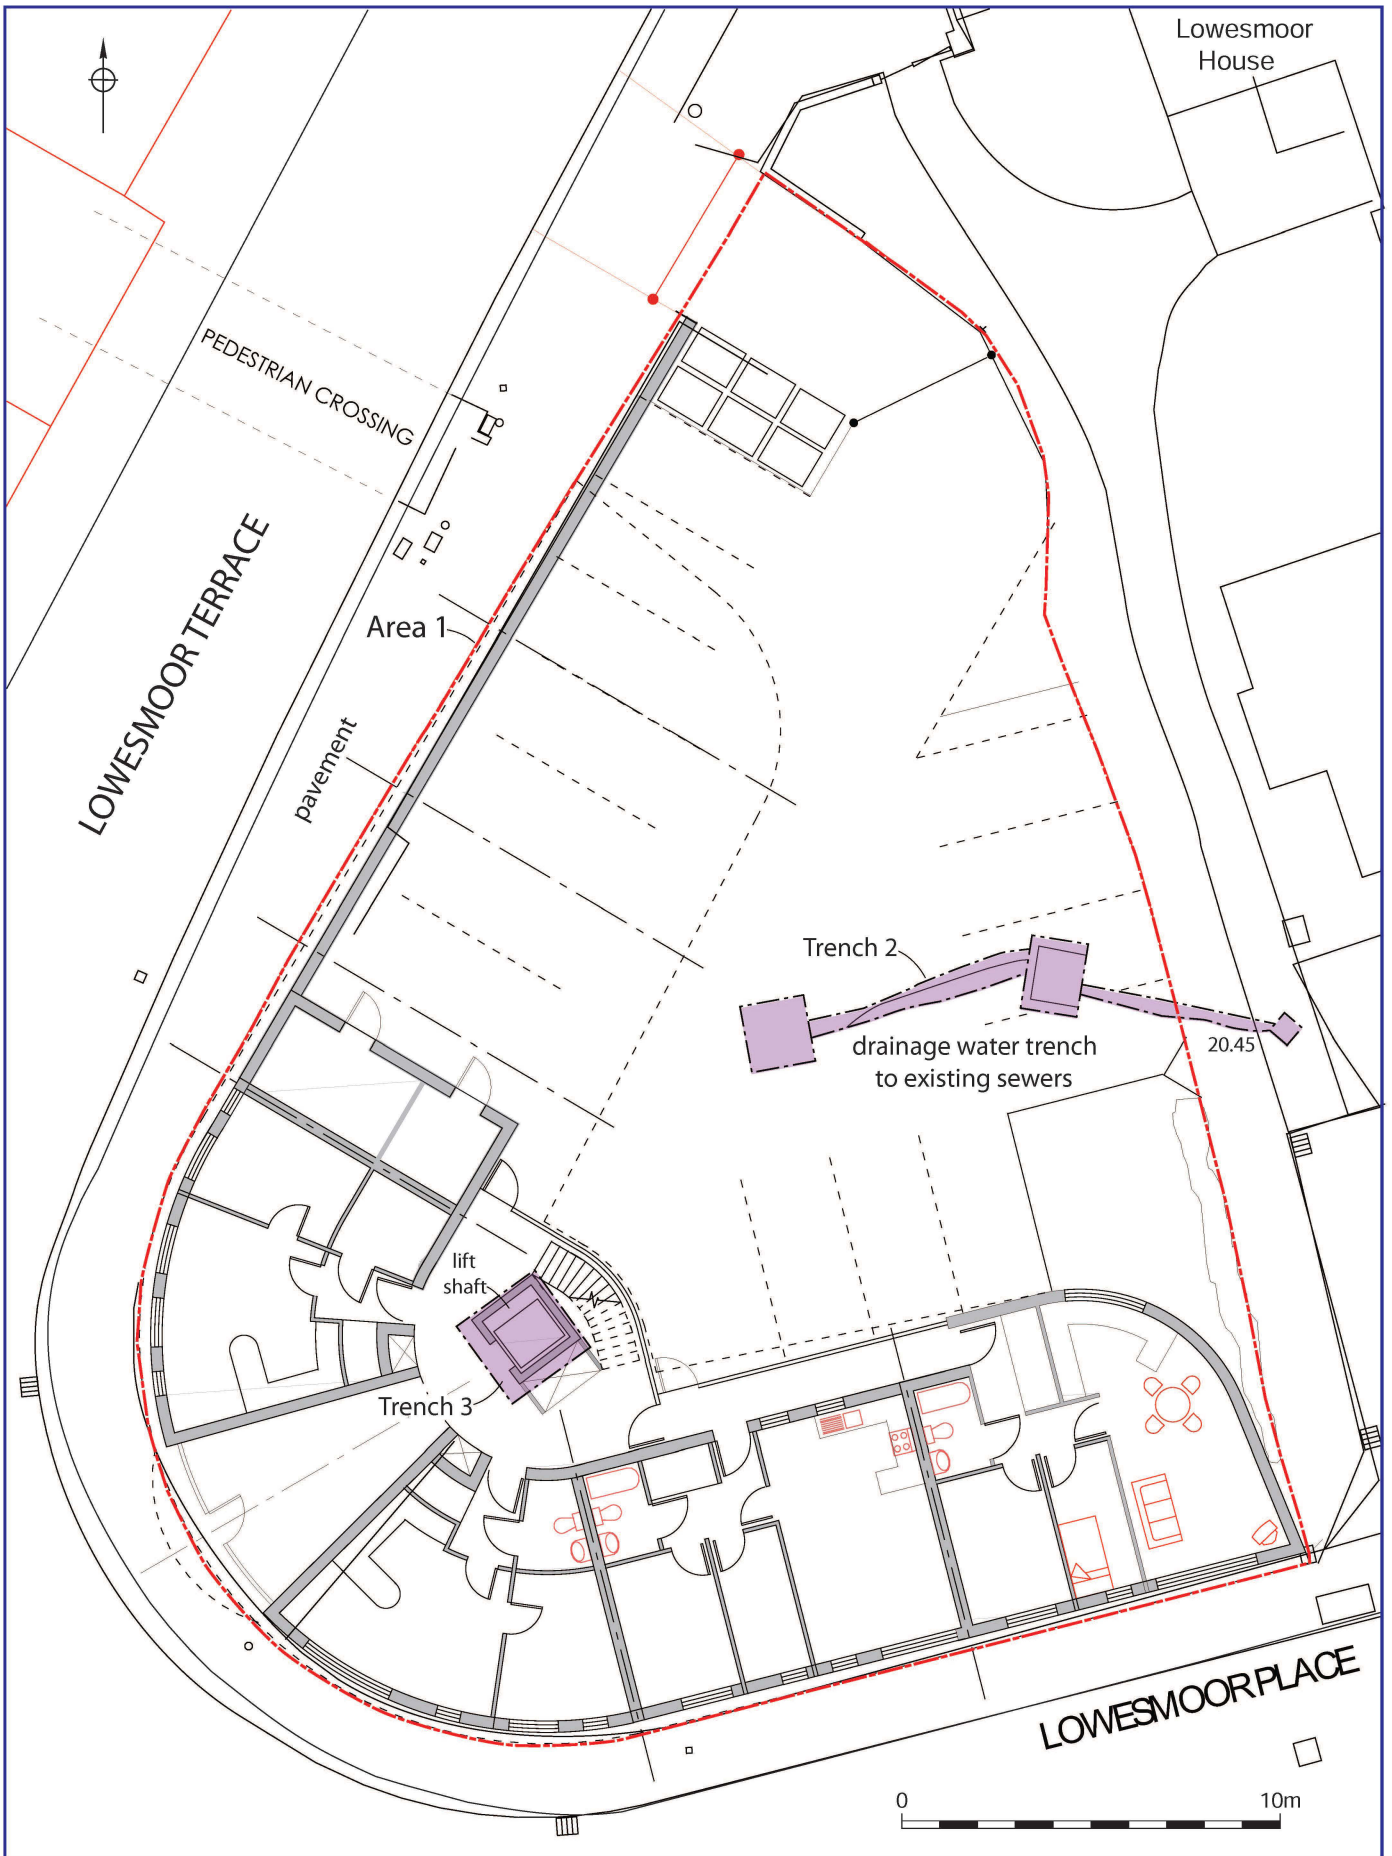 Lowesmoor
House
PEDESTRIAN CROSSING
LOWESMOOR TERRACE
Area 1
pavement
Trench 2
drainage water trench
to existing sewers
20.45
lift
shaft
Trench 3
LOWESMOOR PLACE
0 10m